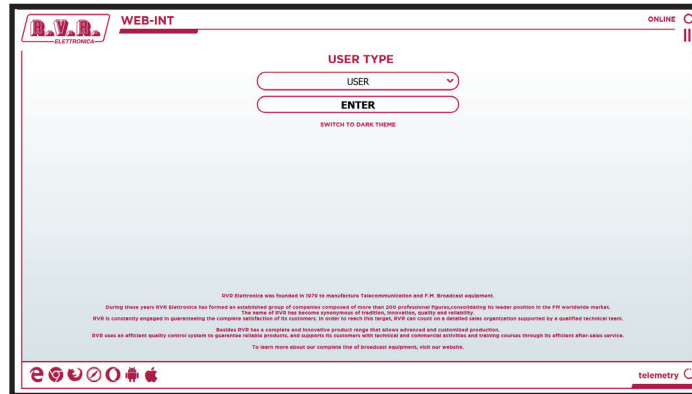 R.V.R.
ELETTRONICA
WEB-INT
ONLINE
USER TYPE
USER
ENTER
SWITCH TO DARK THEME
RVR Elettronica was founded in 1979 to manufacture Telecommunication and F.M. Broadcast equipment.
During these years RVR Elettronica has formed an established group of companies composed of more than 200 professional figures,consolidating its leader position in the FM worldwide market.
The name of RVR has become synonymous of tradition, innovation, quality and reliability.
RVR is constantly engaged in guaranteeing the complete satisfaction of its customers. In order to reach this target, RVR can count on a detailed sales organization supported by a qualified technical team.
Besides RVR has a complete and innovative product range that allows advanced and customised production.
RVR uses an efficient quality control system to guarantee reliable products, and supports its customers with technical and commercial activities and training courses through its efficient after-sales service.
To learn more about our complete line of broadcast equipment, visit our website.
telemetry